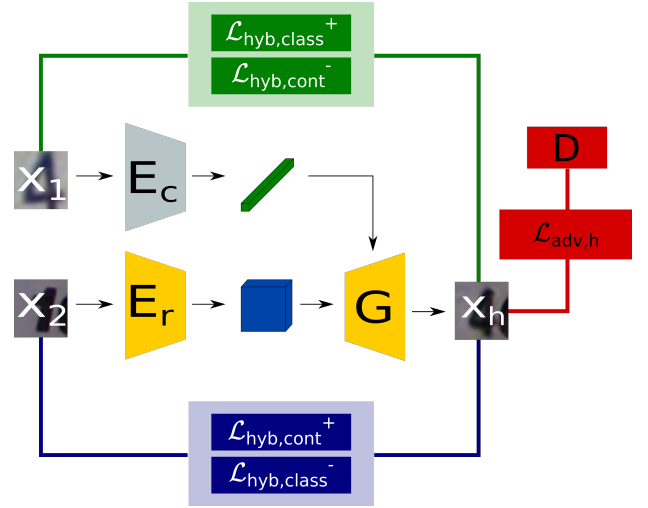 ℒhyb,class+
ℒhyb,cont-
x1
Ec
D
ℒadv,h
x2
Er
G
xh
ℒhyb,cont+
ℒhyb,class-